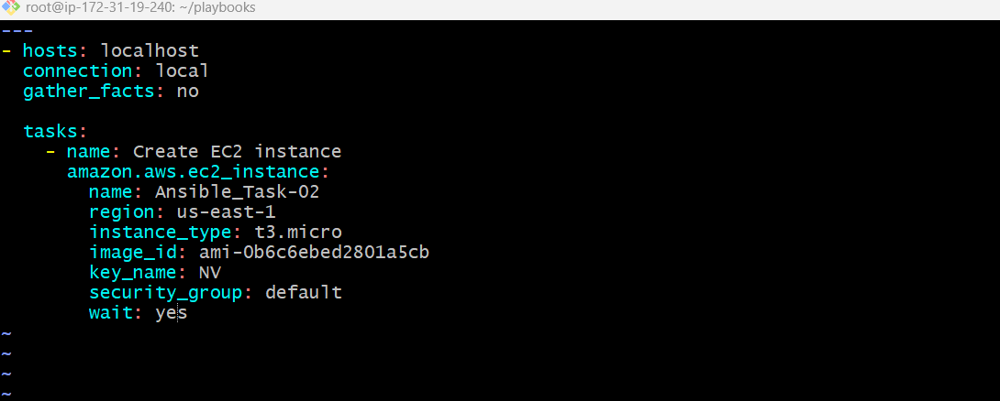 root@ip-172-31-19-240: ~/playbooks
---
- hosts: localhost
  connection: local
  gather_facts: no

  tasks:
    - name: Create EC2 instance
      amazon.aws.ec2_instance:
        name: Ansible_Task-02
        region: us-east-1
        instance_type: t3.micro
        image_id: ami-0b6c6ebed2801a5cb
        key_name: NV
        security_group: default
        wait: yes
~
~
~
~